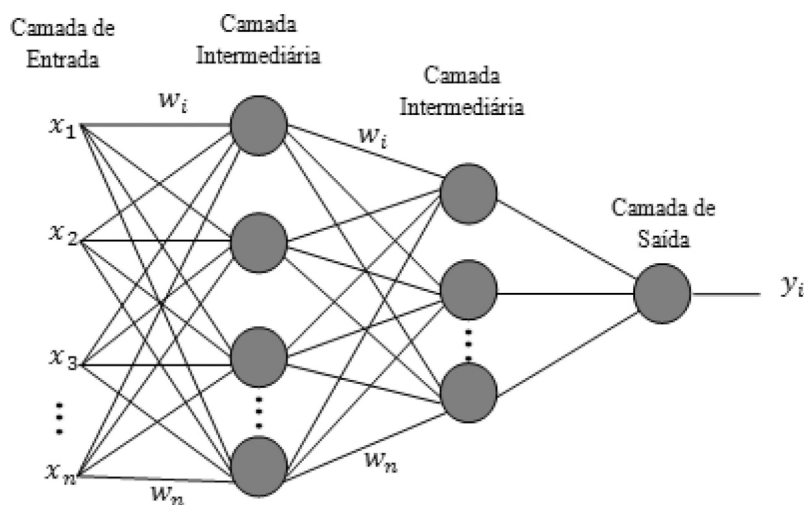 Camada de
Entrada
Camada
Intermediária
Camada
Intermediária
Camada de
Saída
w_i
w_i
x_1
x_2
x_3
x_n
w_n
w_n
y_i